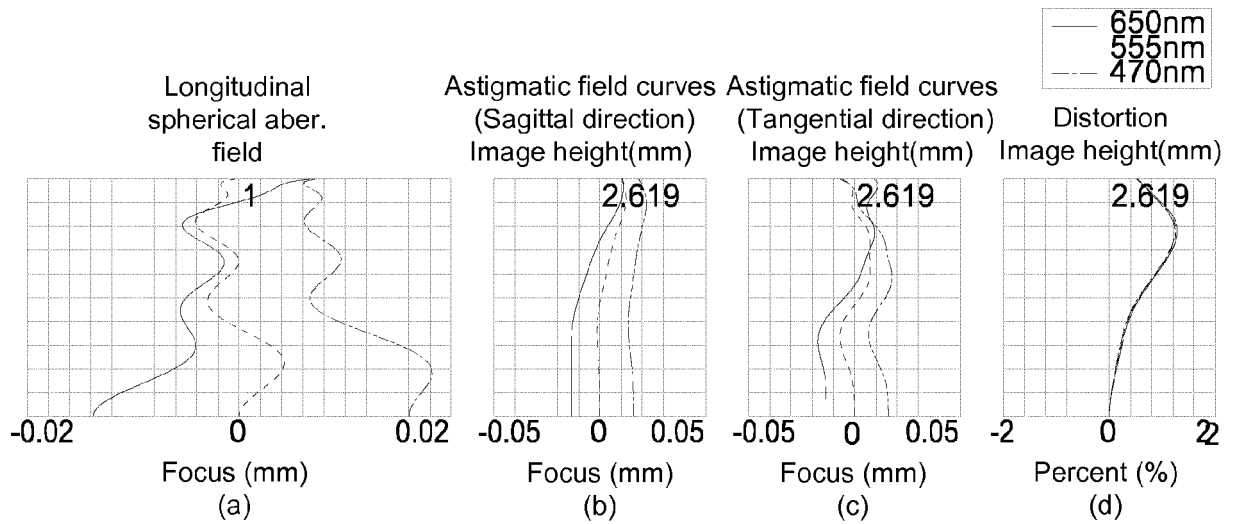 650nm
555nm
470nm
Longitudinal
spherical aber.
field
1
-0.02
0
0.02
Focus (mm)
(a)
Astigmatic field curves
(Sagittal direction)
Image height(mm)
2.619
-0.05
0
0.05
Focus (mm)
(b)
Astigmatic field curves
(Tangential direction)
Image height(mm)
2.619
-0.05
0
0.05
Focus (mm)
(c)
Distortion
Image height(mm)
2.619
-2
0
22
Percent (%)
(d)